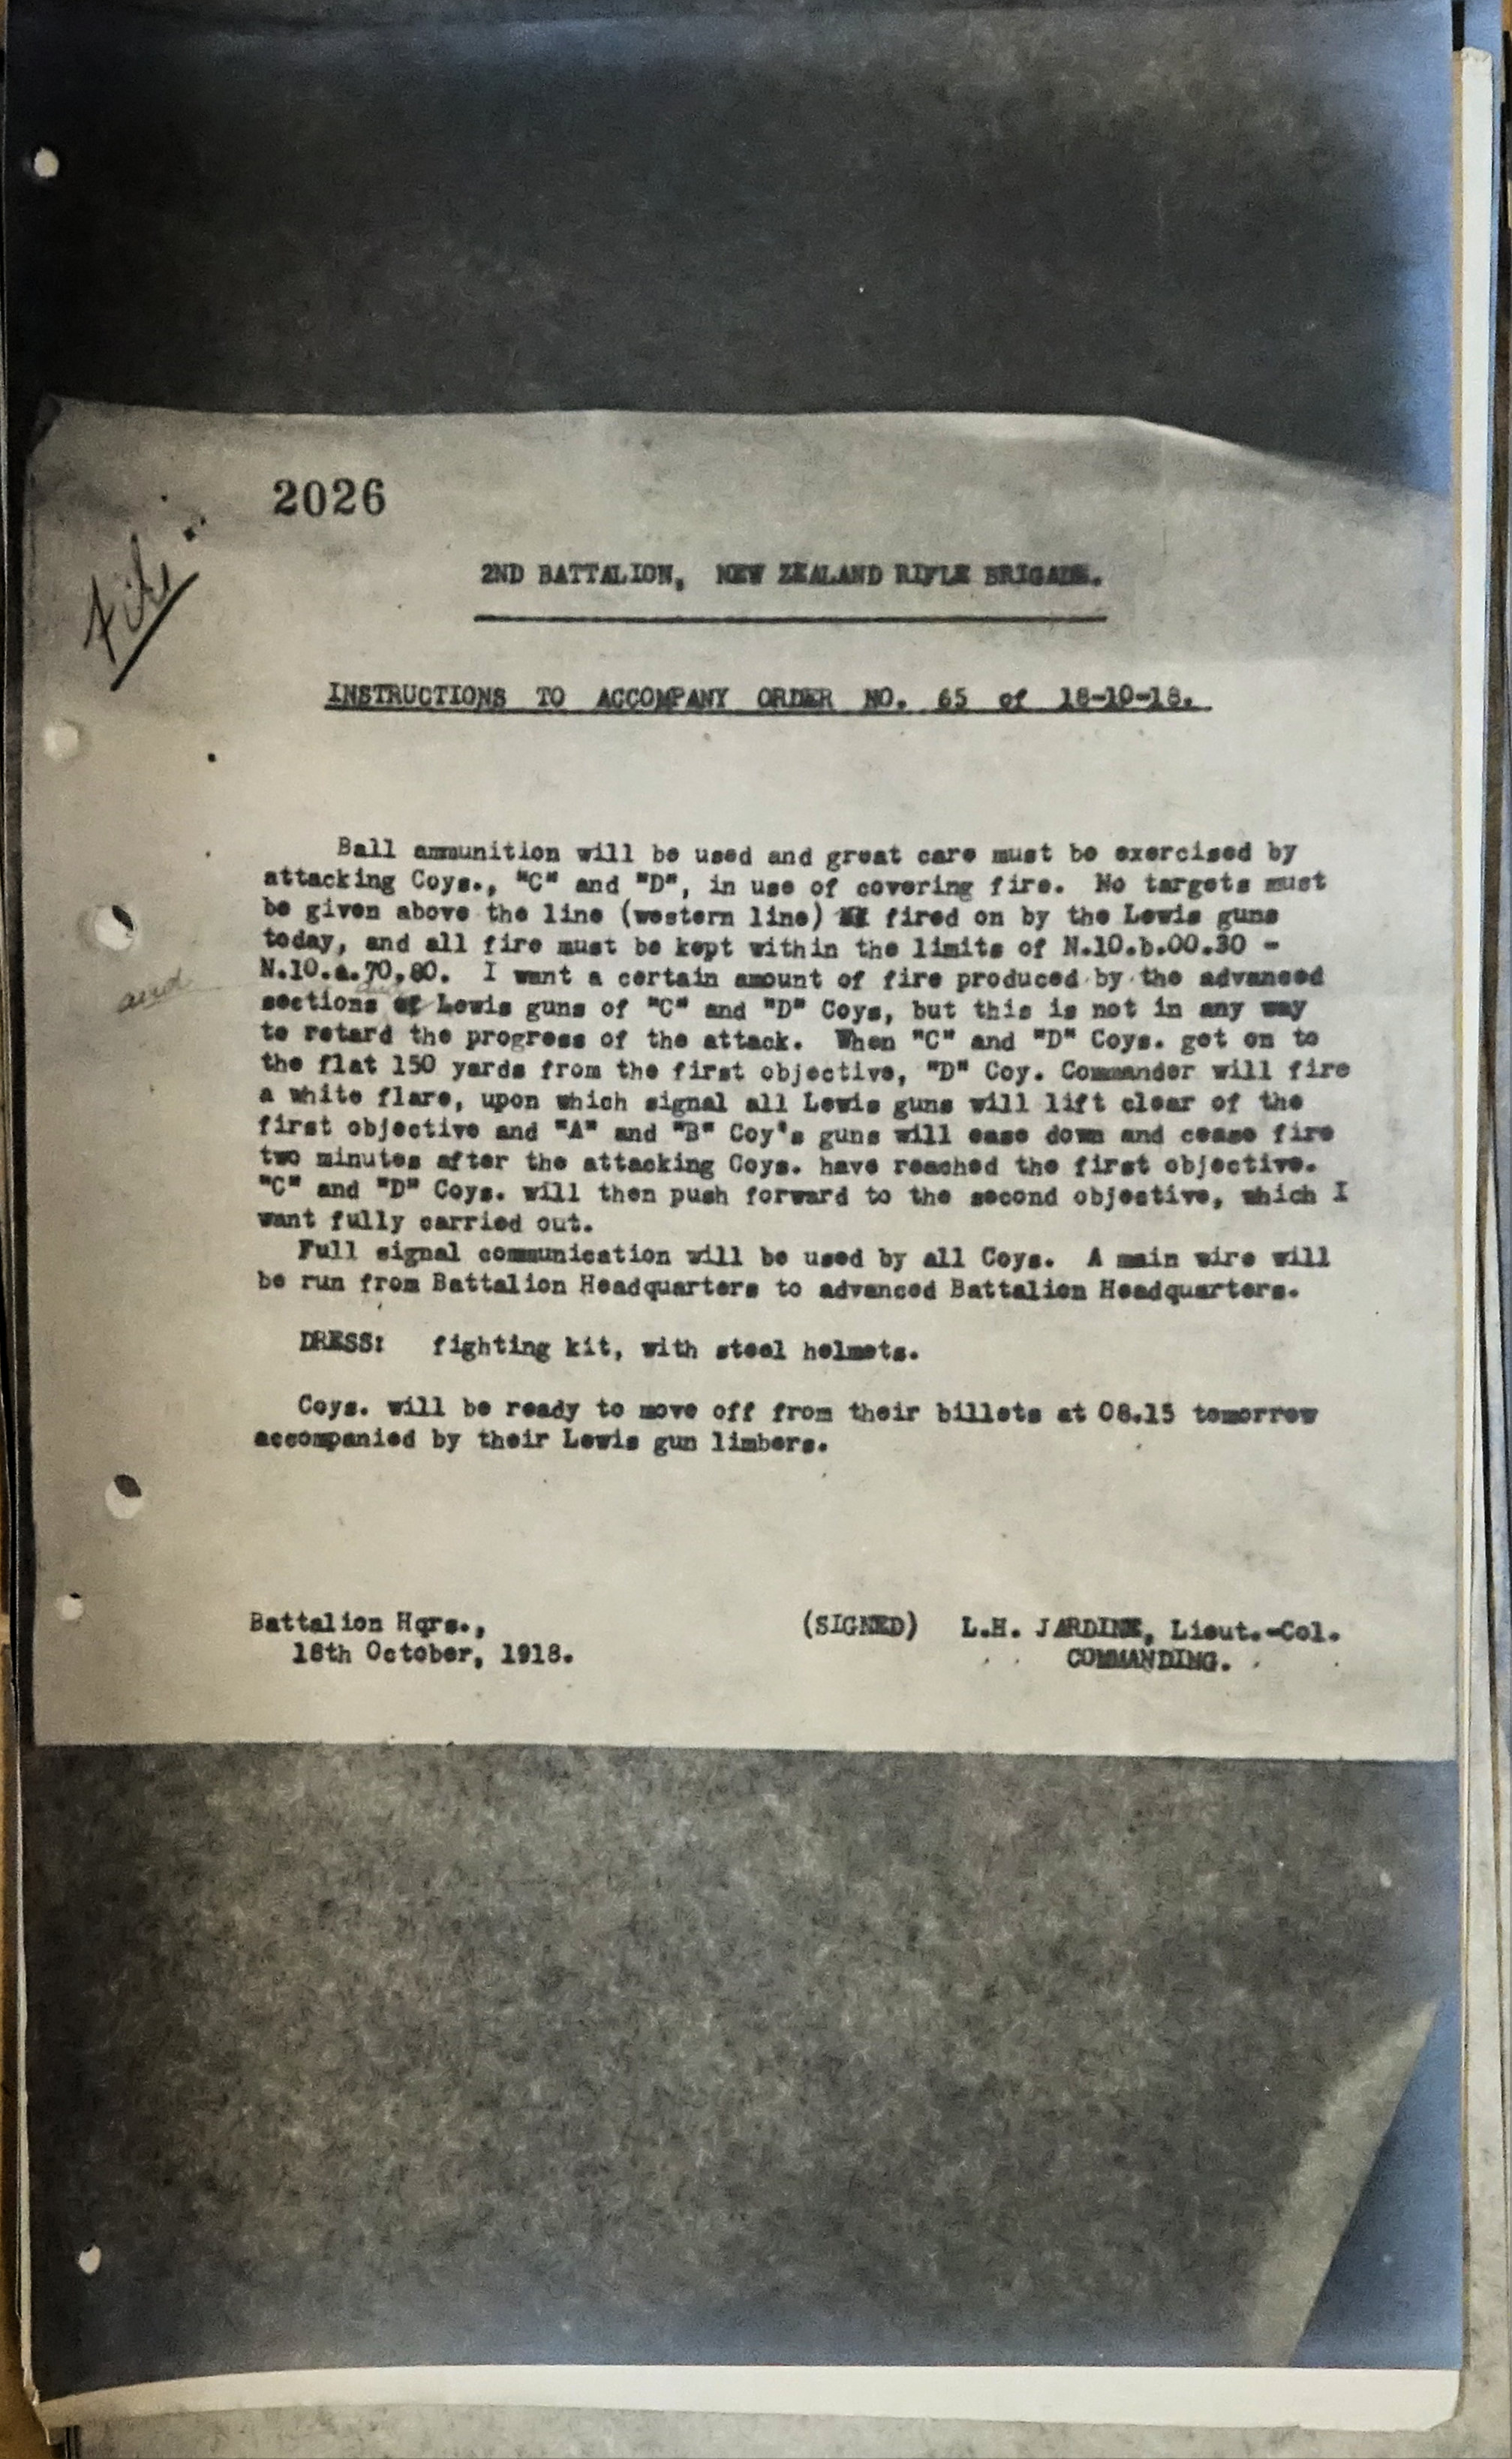 2026
File
2ND BATTALION, NEW ZEALAND RIFLE BRIGADE.
INSTRUCTIONS TO ACCOMPANY ORDER NO. 65 of 18-10-18.
Ball ammunition will be used and great care must be exercised by
attacking Coys., "C" and "D", in use of covering fire. No targets must
be given above the line (western line) fired on by the Lewis guns
today, and all fire must be kept within the limits of N.10.b.00.30 -
N.10.a.70.80. I want a certain amount of fire produced by the advanced
and
sections and Lewis guns of "C" and "D" Coys, but this is not in any way
to retard the progress of the attack. When "C" and "D" Coys. get on to
the flat 150 yards from the first objective, "D" Coy. Commander will fire
a white flare, upon which signal all Lewis guns will lift clear of the
first objective and "A" and "B" Coy's guns will ease down and cease fire
two minutes after the attacking Coys. have reached the first objective.
"C" and "D" Coys. will then push forward to the second objective, which I
want fully carried out.
Full signal communication will be used by all Coys. A main wire will
be run from Battalion Headquarters to advanced Battalion Headquarters.
DRESS: fighting kit, with steel helmets.
Coys. will be ready to move off from their billets at 08.15 tomorrow
accompanied by their Lewis gun limbers.
Battalion Hqrs.,
18th October, 1918.
(SIGNED) L.H. JARDINE, Lieut.-Col.
COMMANDING.